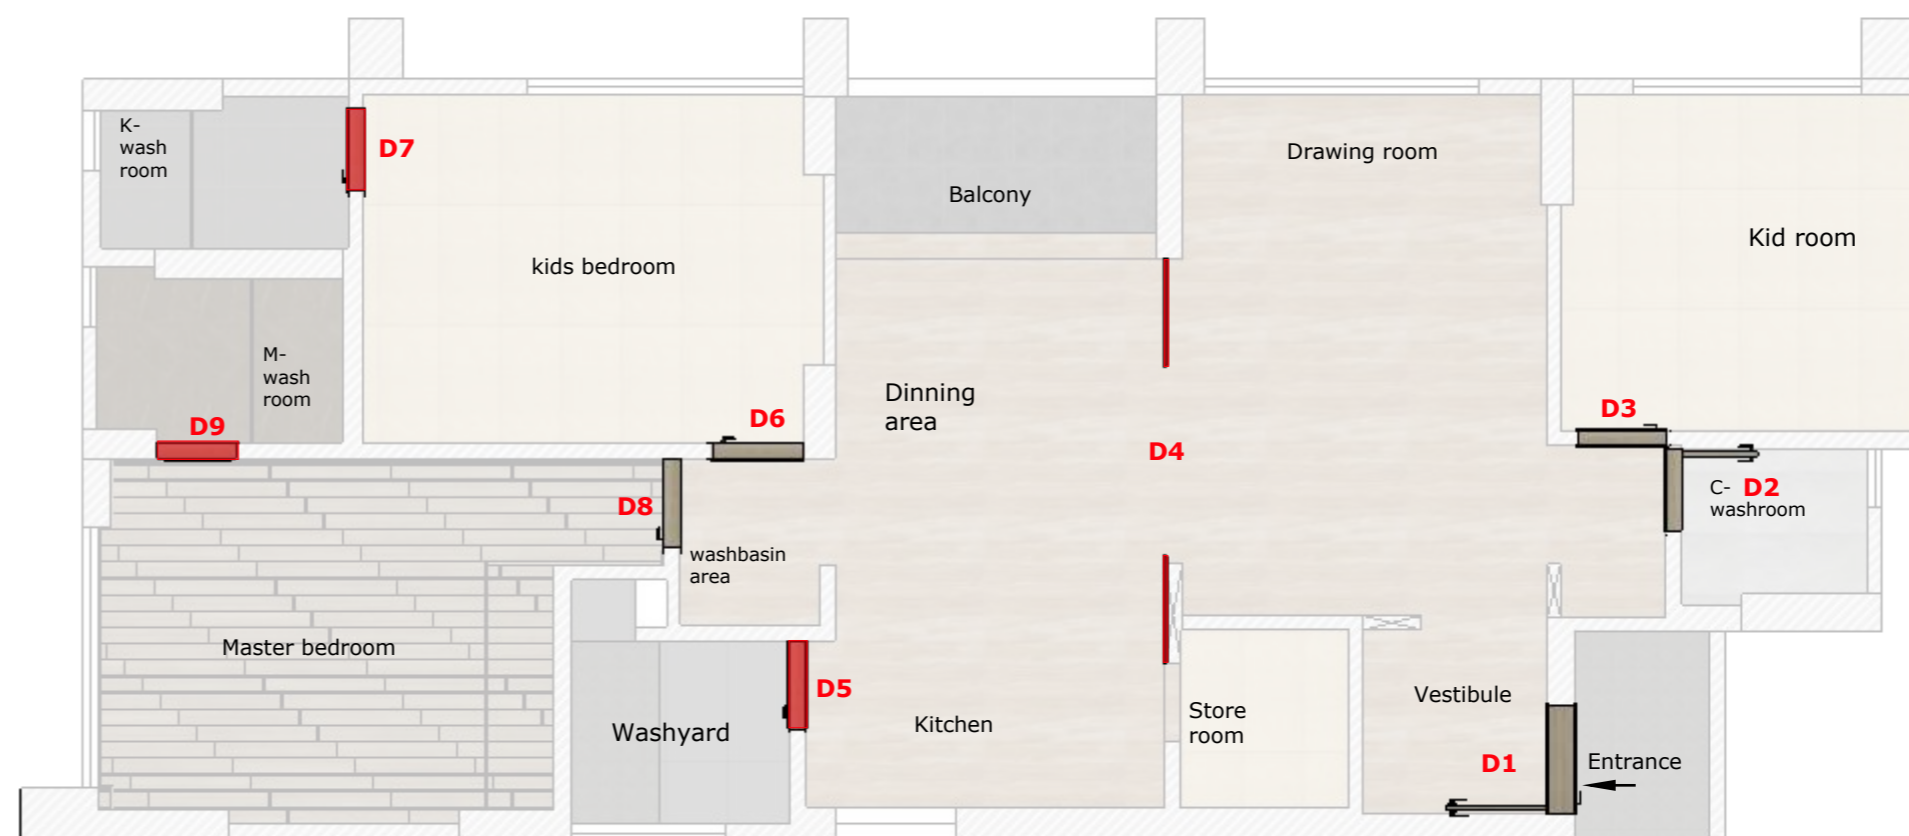 K-
wash
room
D7
Drawing room
Balcony
Kid room
kids bedroom
M-
wash
room
D9
D6
Dinning
area
D3
D4
D8
C-
D2
washroom
washbasin
area
Master bedroom
D5
Washyard
Kitchen
Store
room
Vestibule
D1
Entrance